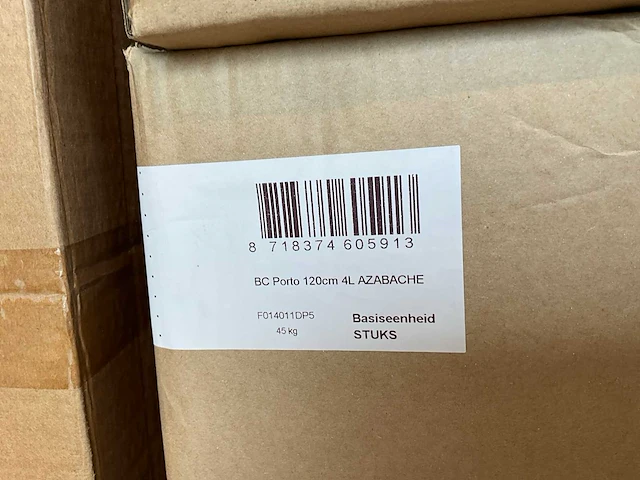 8 718374 605913
BC Porto 120cm 4L AZABACHE
F014011DP5
45 kg
Basiseenheid
STUKS